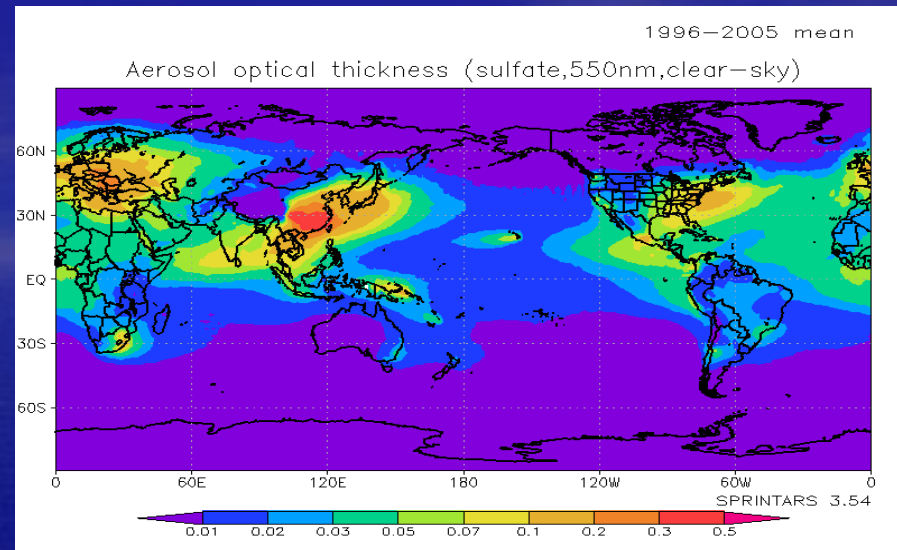 1996-2005 mean
Aerosol optical thickness (sulfate,550nm,clear-sky)
60N
30N
EQ
30S
60S
0 60E 120E 180 120W 60W 0
SPRINTARS 3.54
0.01 0.02 0.03 0.05 0.07 0.1 0.2 0.3 0.5